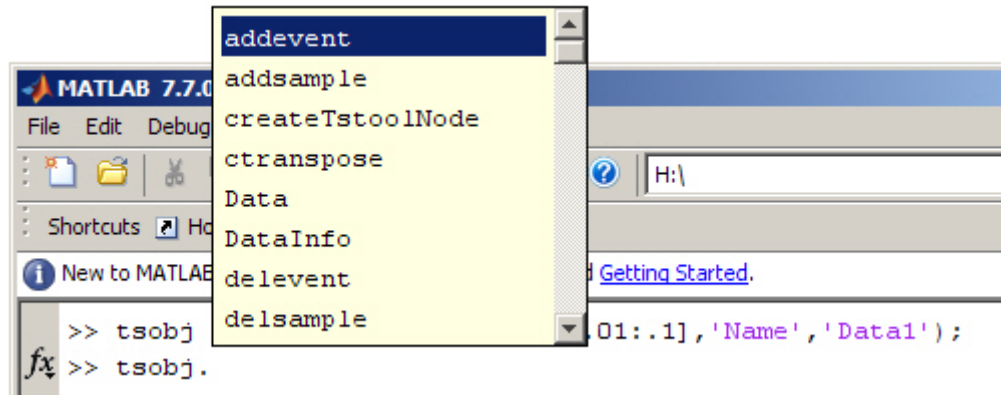 addevent
addsample
createTstoolNode
ctranspose
Data
DataInfo
delevent
delsample
MATLAB 7.7.0
File Edit Debug
H:\
Shortcuts
New to MATLAB Getting Started.
>> tsobj .01:.1],'Name','Data1');
fx >> tsobj.